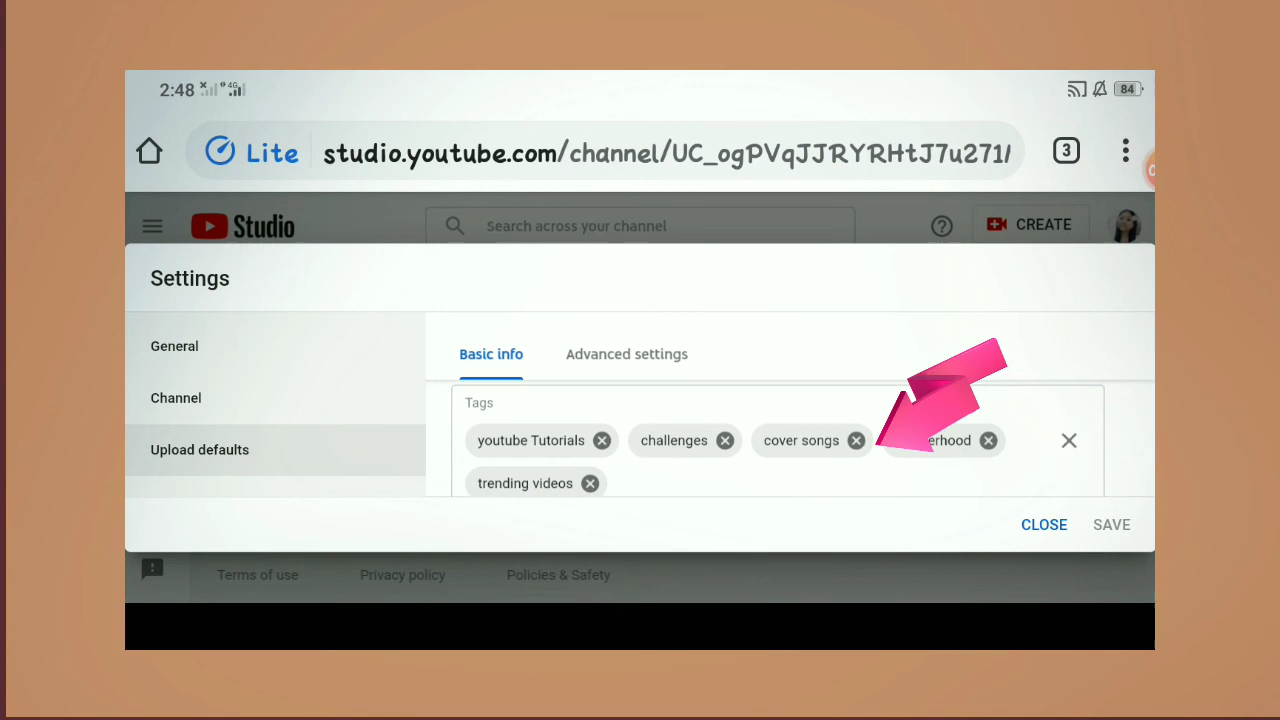 2:48 4G 84
Lite studio.youtube.com/channel/UC_ogPVqJJRYRHtJ7u271/
3
Studio Search across your channel CREATE
Settings
General
Channel
Upload defaults
Basic info Advanced settings
Tags
youtube Tutorials challenges cover songs
trending videos
CLOSE SAVE
Terms of use Privacy policy Policies & Safety